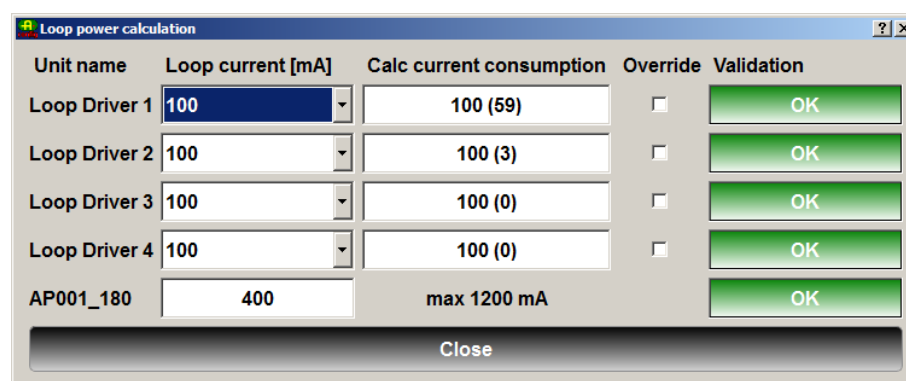 Loop power calculation
Unit name Loop current [mA] Calc current consumption Override Validation
Loop Driver 1 100 100 (59) OK
Loop Driver 2 100 100 (3) OK
Loop Driver 3 100 100 (0) OK
Loop Driver 4 100 100 (0) OK
AP001_180 400 max 1200 mA OK
Close